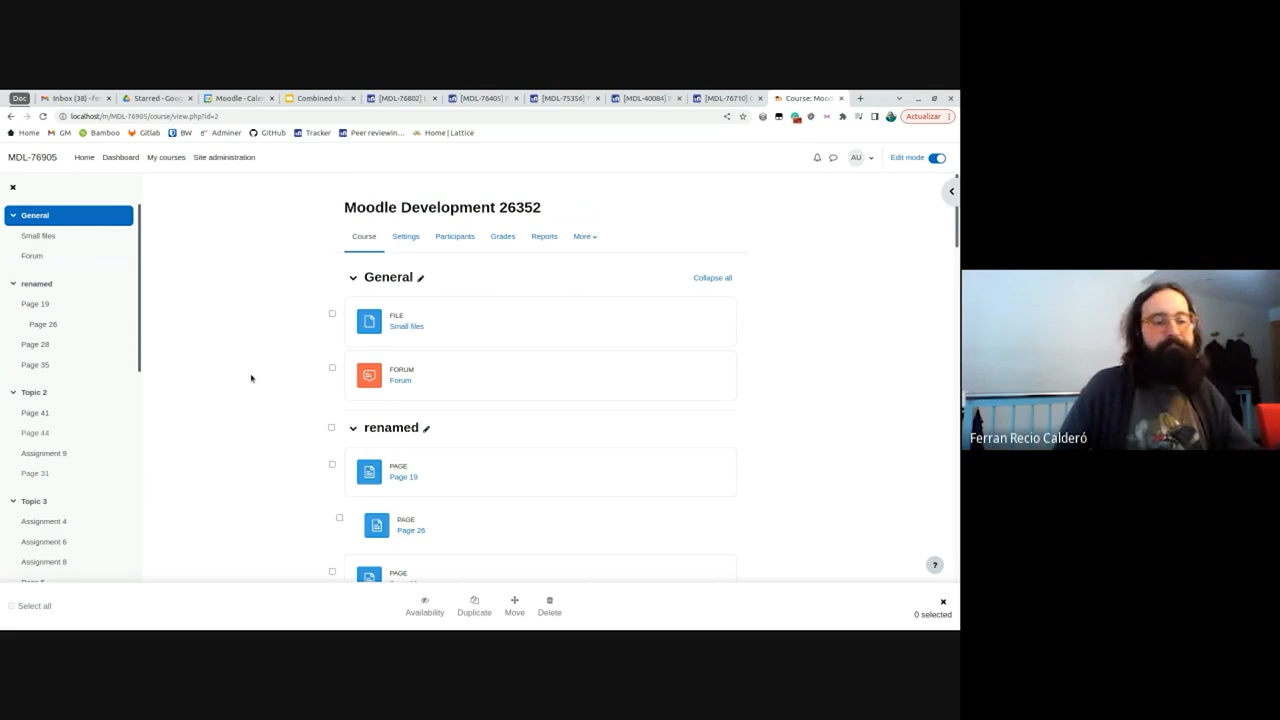 Doc Inbox (38) - fe Starred - Goo Moodle - Cale Combined sho [MDL-76802] [MDL-76405] [MDL-75356] [MDL-40084] [MDL-76710] Course: Mood
localhost/m/MDL-76905/course/view.php?id=2 Actualizar
Home GM Bamboo Gitlab BW Adminer GitHub Tracker Peer reviewin... Home | Lattice
MDL-76905 Home Dashboard My courses Site administration AU Edit mode
General
Small files
Forum
renamed
Page 19
Page 26
Page 28
Page 35
Topic 2
Page 41
Page 44
Assignment 9
Page 31
Topic 3
Assignment 4
Assignment 6
Assignment 8
Moodle Development 26352
Course Settings Participants Grades Reports More
General Collapse all
FILE
Small files
FORUM
Forum
renamed
PAGE
Page 19
PAGE
Page 26
PAGE
?
Select all Availability Duplicate Move Delete 0 selected
Ferran Recio Calderó